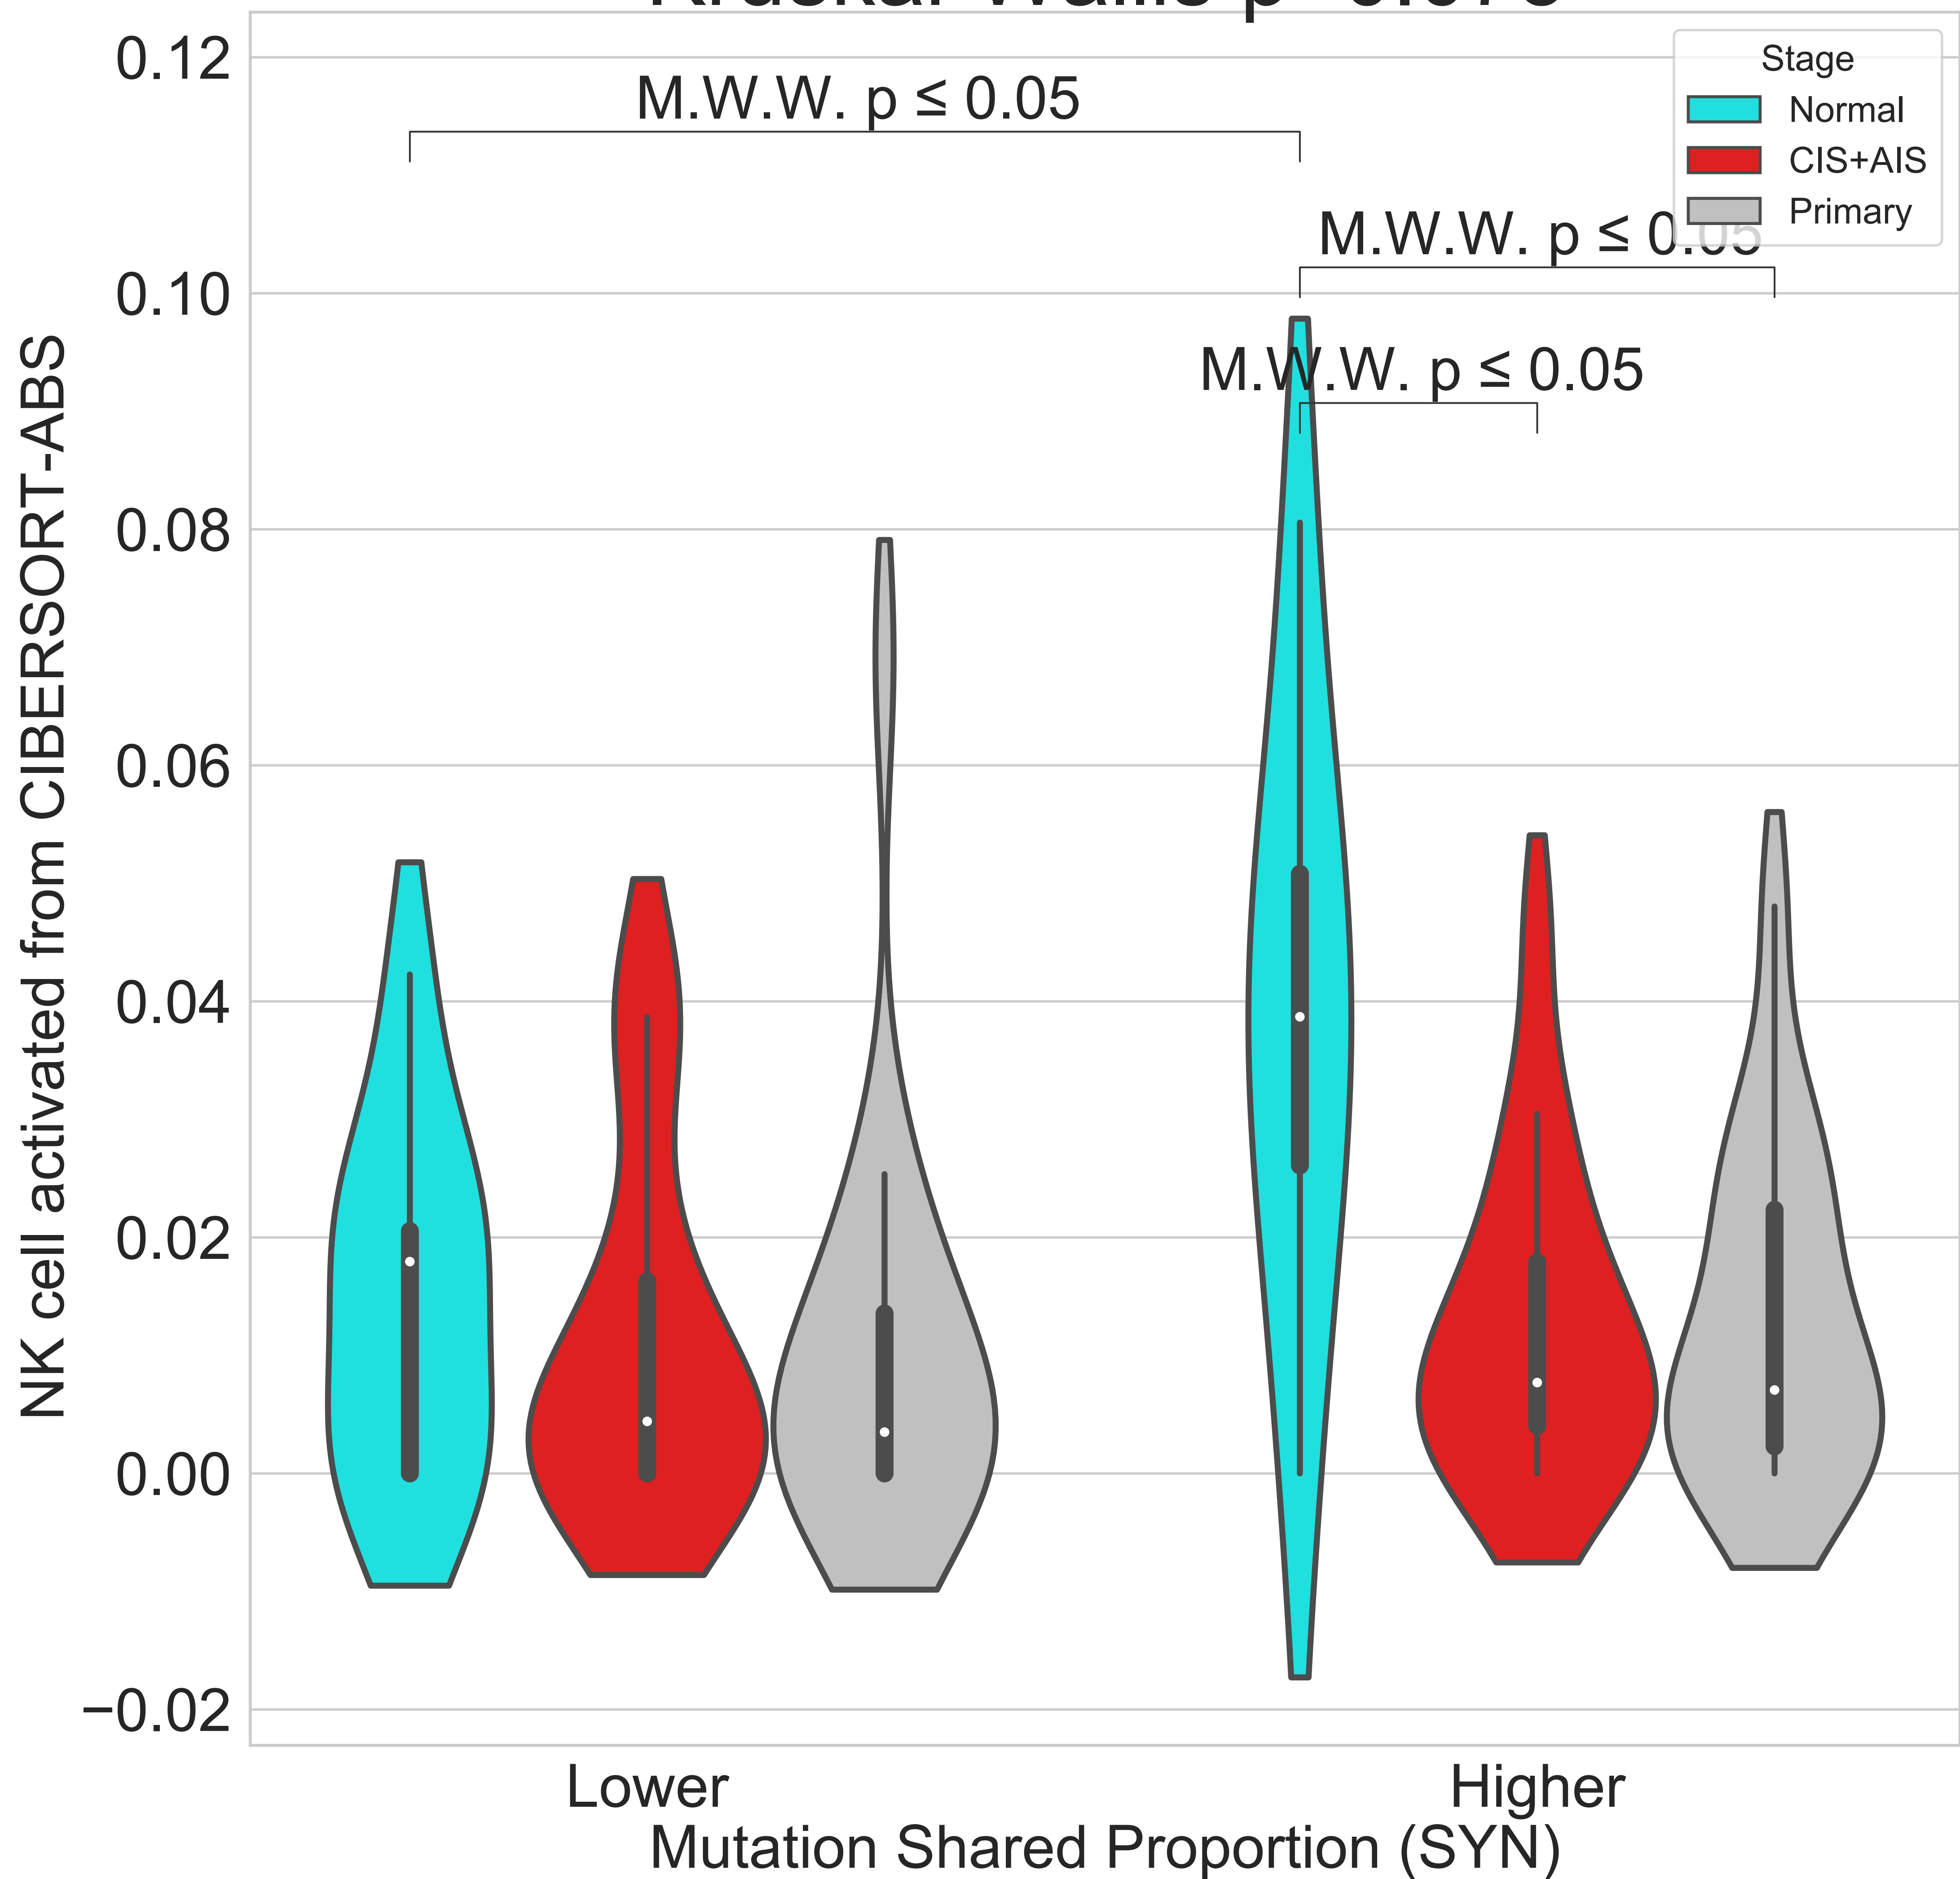 0.12
0.10
0.08
0.06
0.04
0.02
0.00
−0.02
NK cell activated from CIBERSORT-ABS
M.W.W. p ≤ 0.05
M.W.W. p ≤ 0.05
M.W.W. p ≤ 0.05
Stage
Normal
CIS+AIS
Primary
Lower
Higher
Mutation Shared Proportion (SYN)